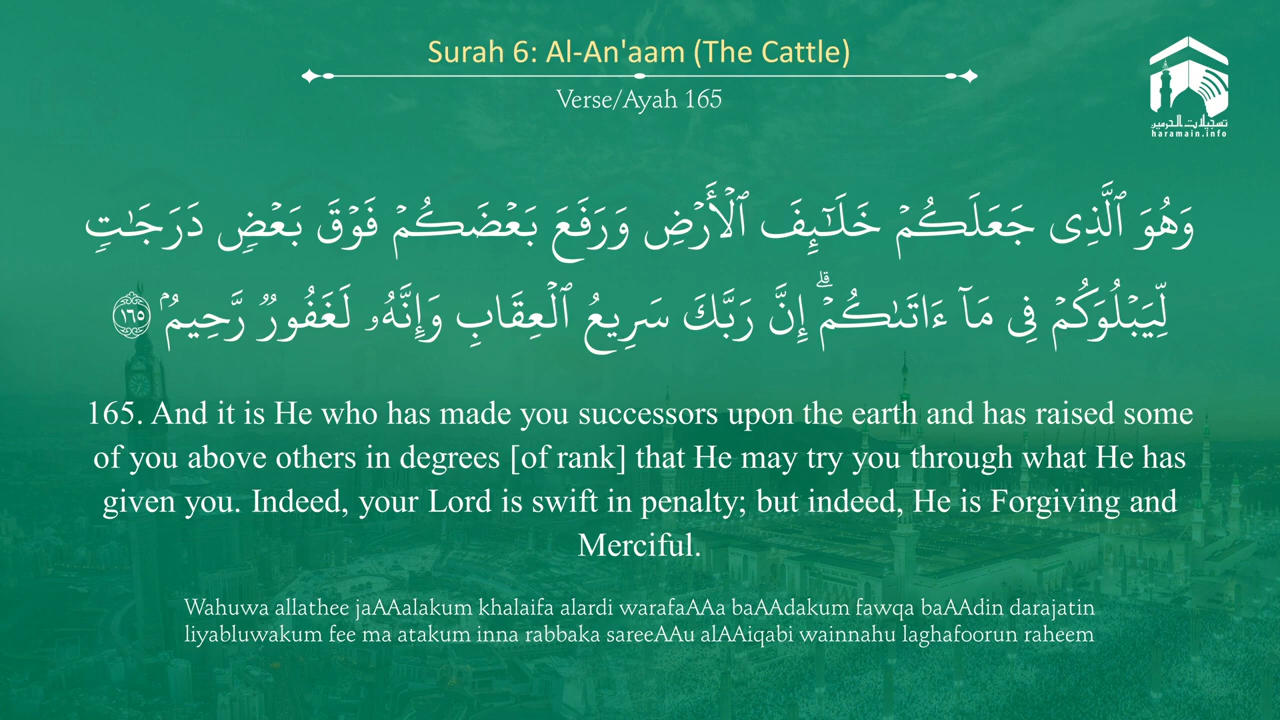 Surah 6: Al-An'aam (The Cattle)
Verse/Ayah 165
تسجيلات الحرمين
haramain.info
وَهُوَ ٱلَّذِى جَعَلَكُمْ خَلَـٰٓئِفَ ٱلْأَرْضِ وَرَفَعَ بَعْضَكُمْ فَوْقَ بَعْضٍ دَرَجَـٰتٍ
لِّيَبْلُوَكُمْ فِى مَآ ءَاتَىٰكُمْ ۗ إِنَّ رَبَّكَ سَرِيعُ ٱلْعِقَابِ وَإِنَّهُۥ لَغَفُورٌ رَّحِيمٌۢ ١٦٥
165. And it is He who has made you successors upon the earth and has raised some
of you above others in degrees [of rank] that He may try you through what He has
given you. Indeed, your Lord is swift in penalty; but indeed, He is Forgiving and
Merciful.
Wahuwa allathee jaAAalakum khalaifa alardi warafaAAa baAAdakum fawqa baAAdin darajatin
liyabluwakum fee ma atakum inna rabbaka sareeAAu alAAiqabi wainnahu laghafoorun raheem